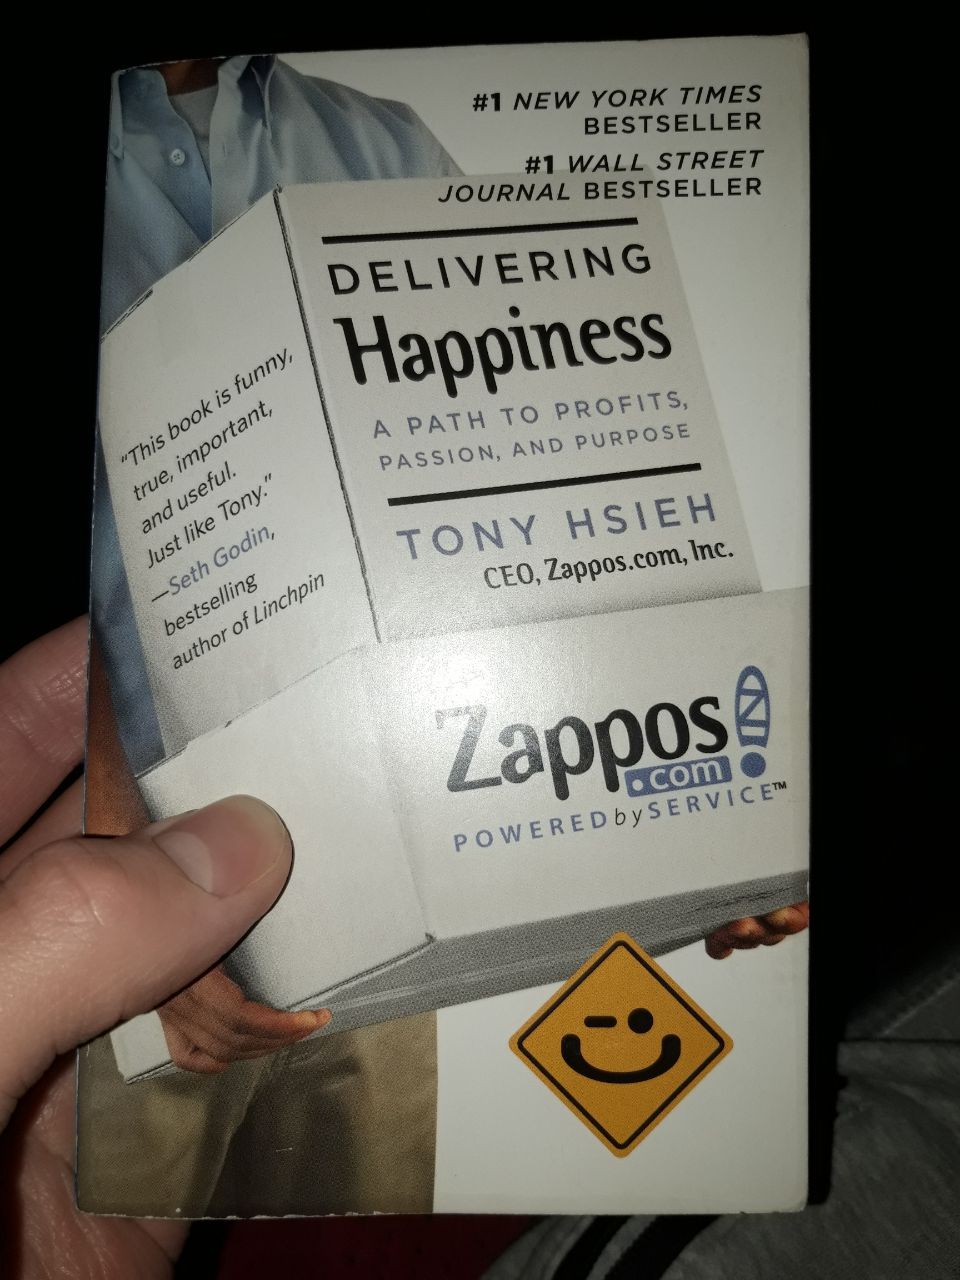 #1 NEW YORK TIMES
BESTSELLER
#1 WALL STREET
JOURNAL BESTSELLER
DELIVERING
Happiness
A PATH TO PROFITS,
PASSION, AND PURPOSE
TONY HSIEH
CEO, Zappos.com, Inc.
"This book is funny,
true, important,
and useful.
Just like Tony."
—Seth Godin,
bestselling
author of Linchpin
Zappos
.com
POWERED by SERVICE™